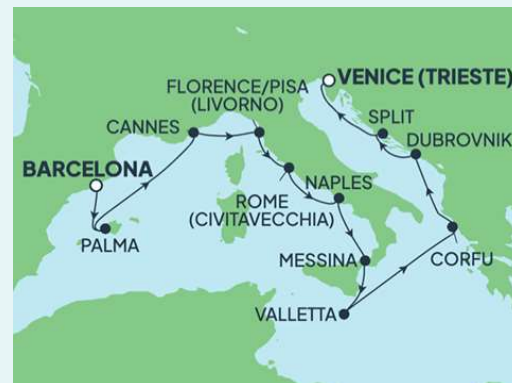 FLORENCE/PISA
(LIVORNO)
VENICE (TRIESTE)
CANNES
SPLIT
DUBROVNIK
BARCELONA
NAPLES
ROME
(CIVITAVECCHIA)
PALMA
MESSINA
CORFU
VALLETTA